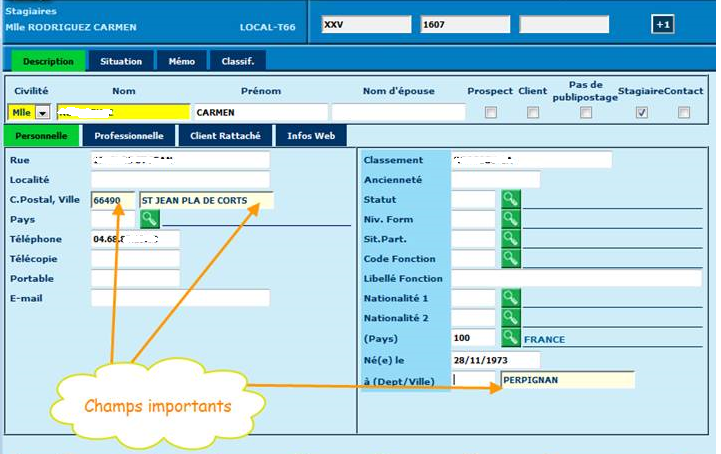 Stagiaires
Mlle RODRIGUEZ CARMEN LOCAL-T66 XXV 1607 +1
Description Situation Mémo Classif.
Civilité Nom Prénom Nom d'épouse Prospect Client Pas de publipostage Stagiaire Contact
Mlle CARMEN
Personnelle Professionnelle Client Rattaché Infos Web
Rue
Localité
C.Postal, Ville 66490 ST JEAN PLA DE CORTS
Pays
Téléphone 04.68.
Télécopie
Portable
E-mail
Classement
Ancienneté
Statut
Niv. Form
Sit.Part.
Code Fonction
Libellé Fonction
Nationalité 1
Nationalité 2
(Pays) 100 FRANCE
Né(e) le 28/11/1973
à (Dept/Ville) PERPIGNAN
Champs importants